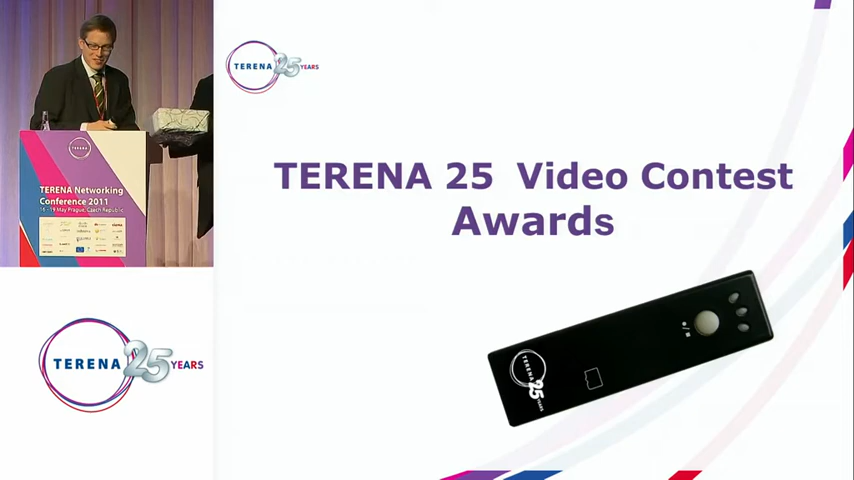 TERENA
TERENA Networking
Conference 2011
16 -19 May Prague, Czech Republic
TERENA 25 YEARS
TERENA 25 YEARS
TERENA 25 Video Contest
Awards
TERENA
25
YEARS